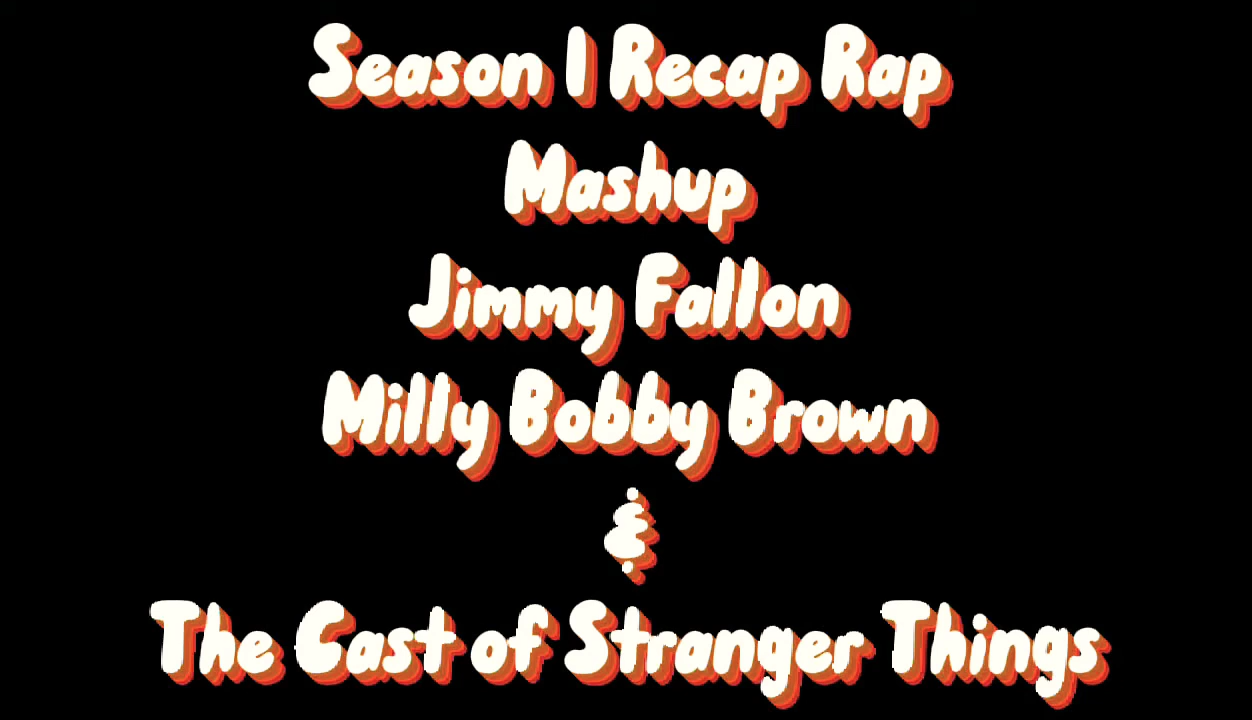 Season 1 Recap Rap
Mashup
Jimmy Fallon
Milly Bobby Brown
&
The Cast of Stranger Things